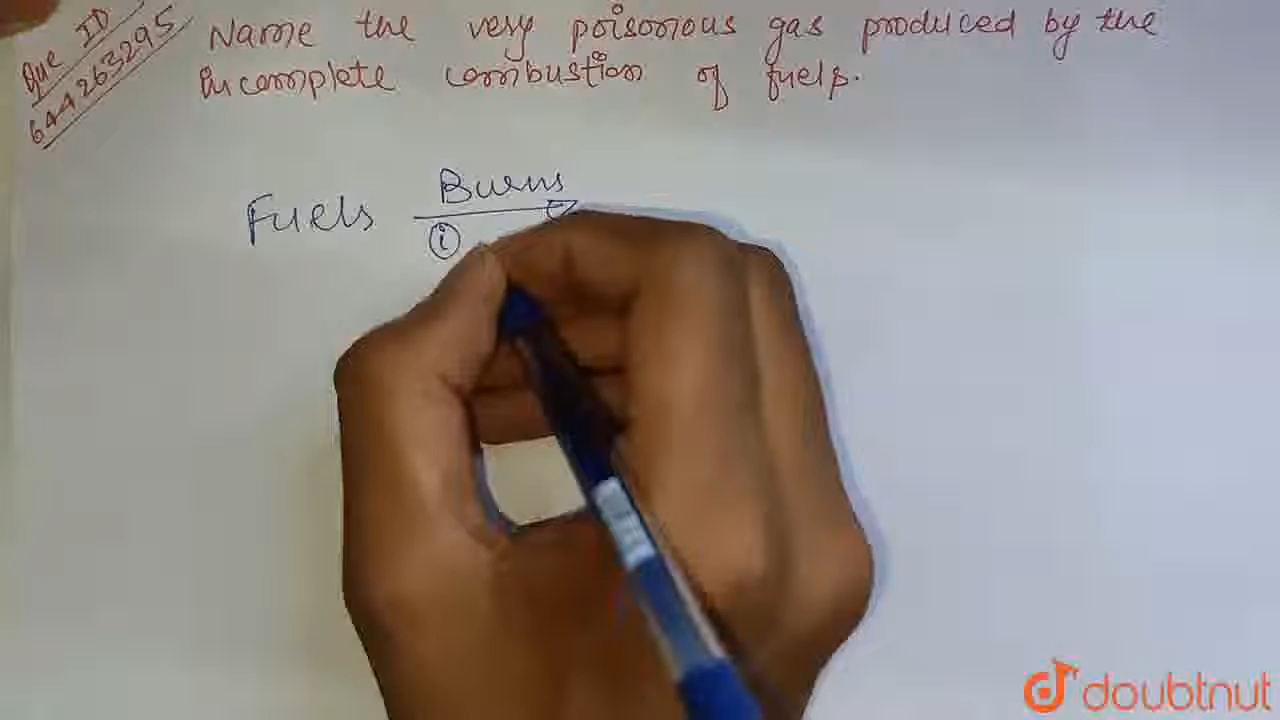 Que ID
644263295
Name the very poisonous gas produced by the
incomplete combustion of fuels.
Fuels Burns
i
doubtnut